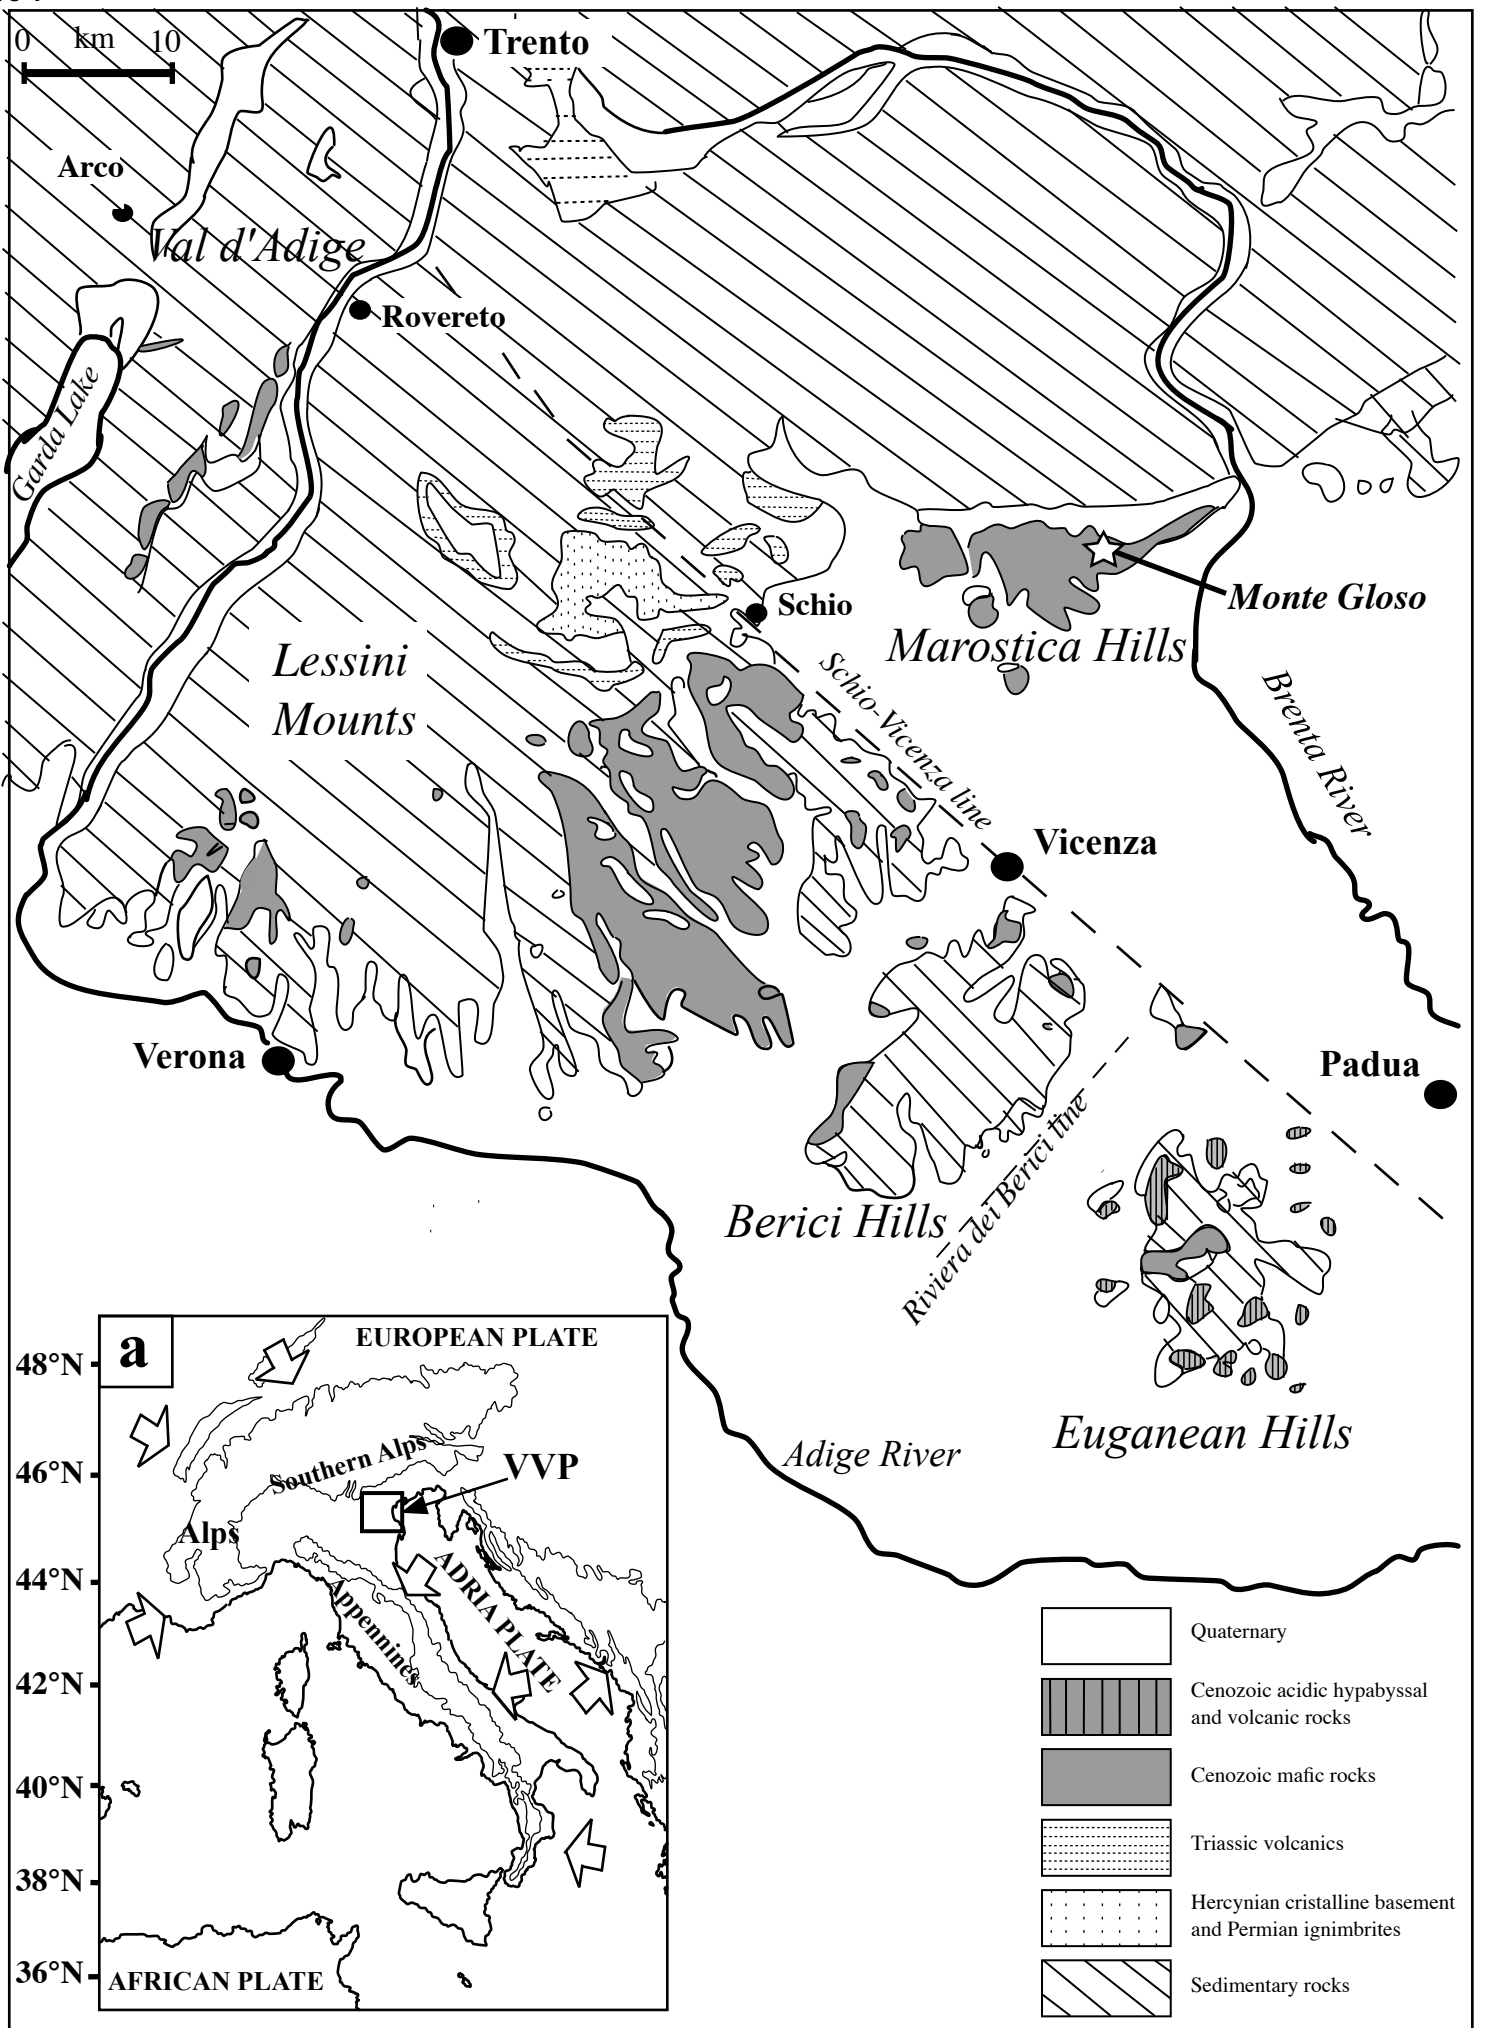 0 km 10
Trento
Arco
Val d'Adige
Rovereto
Garda Lake
Schio
Monte Gloso
Marostica Hills
Lessini
Mounts
Schio-Vicenza line
Brenta River
Vicenza
Verona
Padua
Berici Hills
Riviera dei Berici line
Euganean Hills
Adige River
a
EUROPEAN PLATE
48°N
46°N
44°N
42°N
40°N
38°N
36°N
Southern Alps
VVP
Alps
ADRIA PLATE
Appennines
AFRICAN PLATE
Quaternary
Cenozoic acidic hypabyssal
and volcanic rocks
Cenozoic mafic rocks
Triassic volcanics
Hercynian cristalline basement
and Permian ignimbrites
Sedimentary rocks